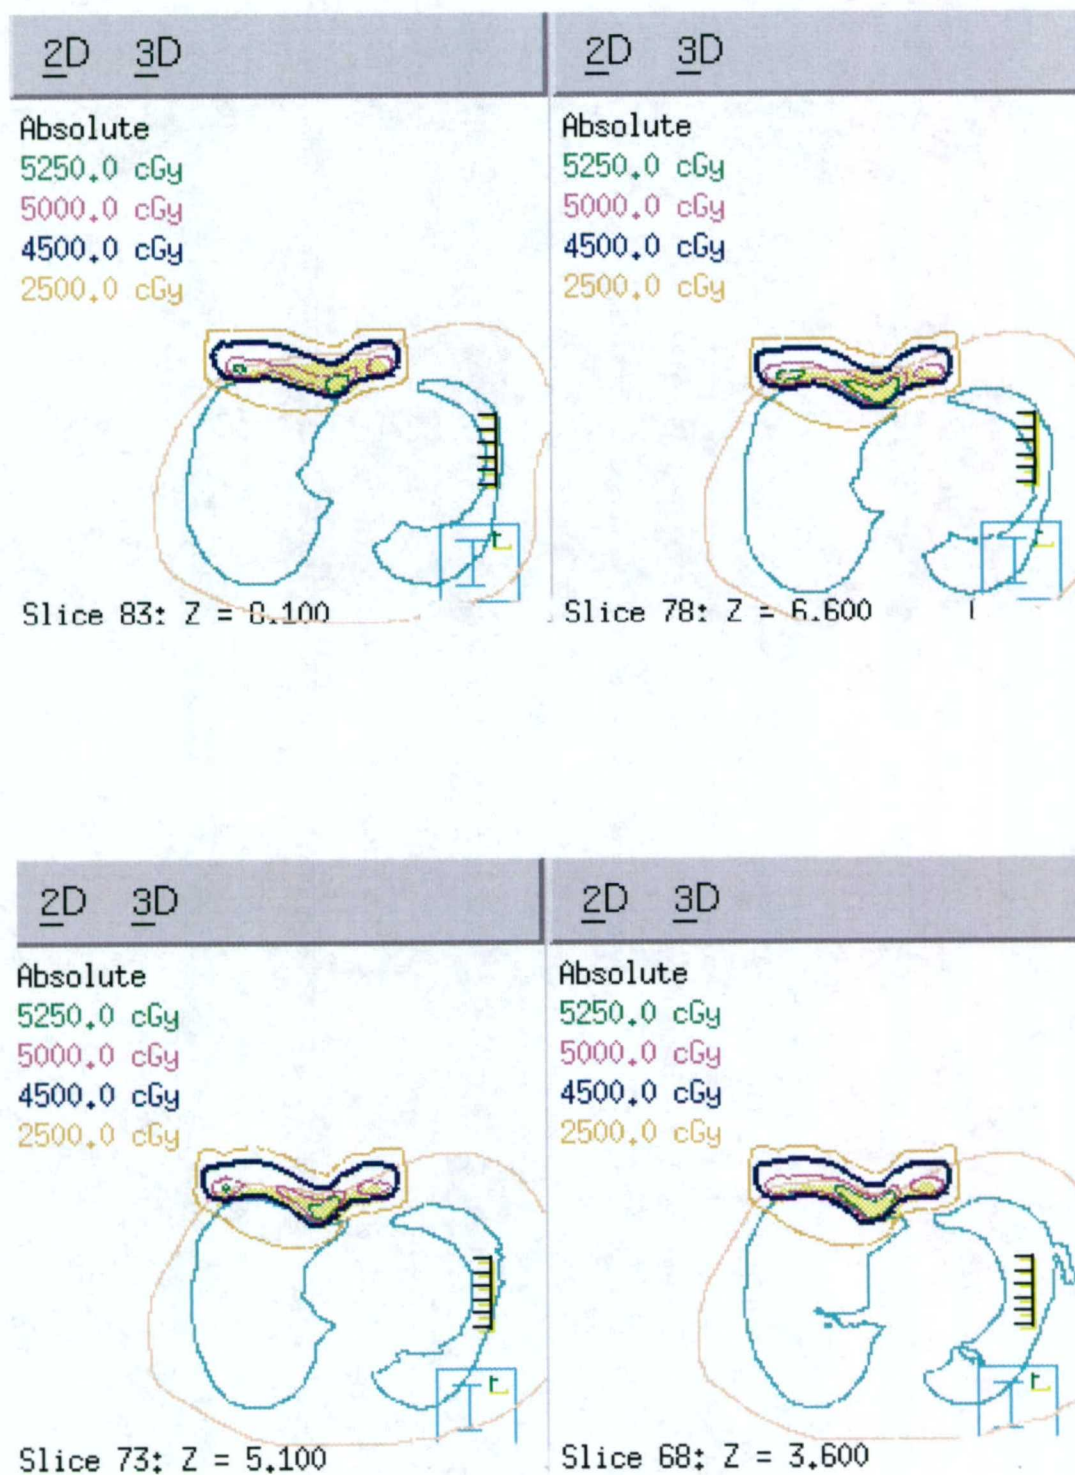 2D 3D
Absolute
5250.0 cGy
5000.0 cGy
4500.0 cGy
2500.0 cGy
Slice 83: Z = 8.100
2D 3D
Absolute
5250.0 cGy
5000.0 cGy
4500.0 cGy
2500.0 cGy
Slice 78: Z = 6.600
2D 3D
Absolute
5250.0 cGy
5000.0 cGy
4500.0 cGy
2500.0 cGy
Slice 73: Z = 5.100
2D 3D
Absolute
5250.0 cGy
5000.0 cGy
4500.0 cGy
2500.0 cGy
Slice 68: Z = 3.600